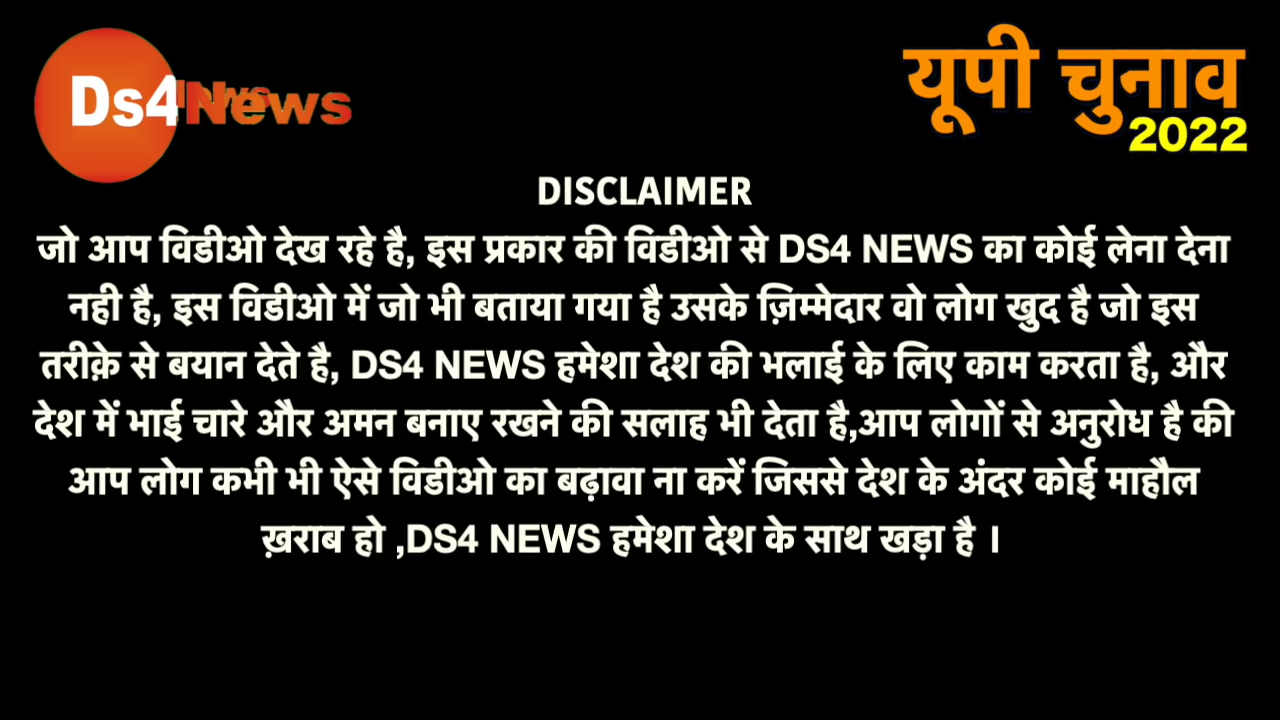 Ds4News
यूपी चुनाव
2022
DISCLAIMER
जो आप विडीओ देख रहे है, इस प्रकार की विडीओ से DS4 NEWS का कोई लेना देना
नही है, इस विडीओ में जो भी बताया गया है उसके ज़िम्मेदार वो लोग खुद है जो इस
तरीक़े से बयान देते है, DS4 NEWS हमेशा देश की भलाई के लिए काम करता है, और
देश में भाई चारे और अमन बनाए रखने की सलाह भी देता है,आप लोगों से अनुरोध है की
आप लोग कभी भी ऐसे विडीओ का बढ़ावा ना करें जिससे देश के अंदर कोई माहौल
ख़राब हो ,DS4 NEWS हमेशा देश के साथ खड़ा है ।